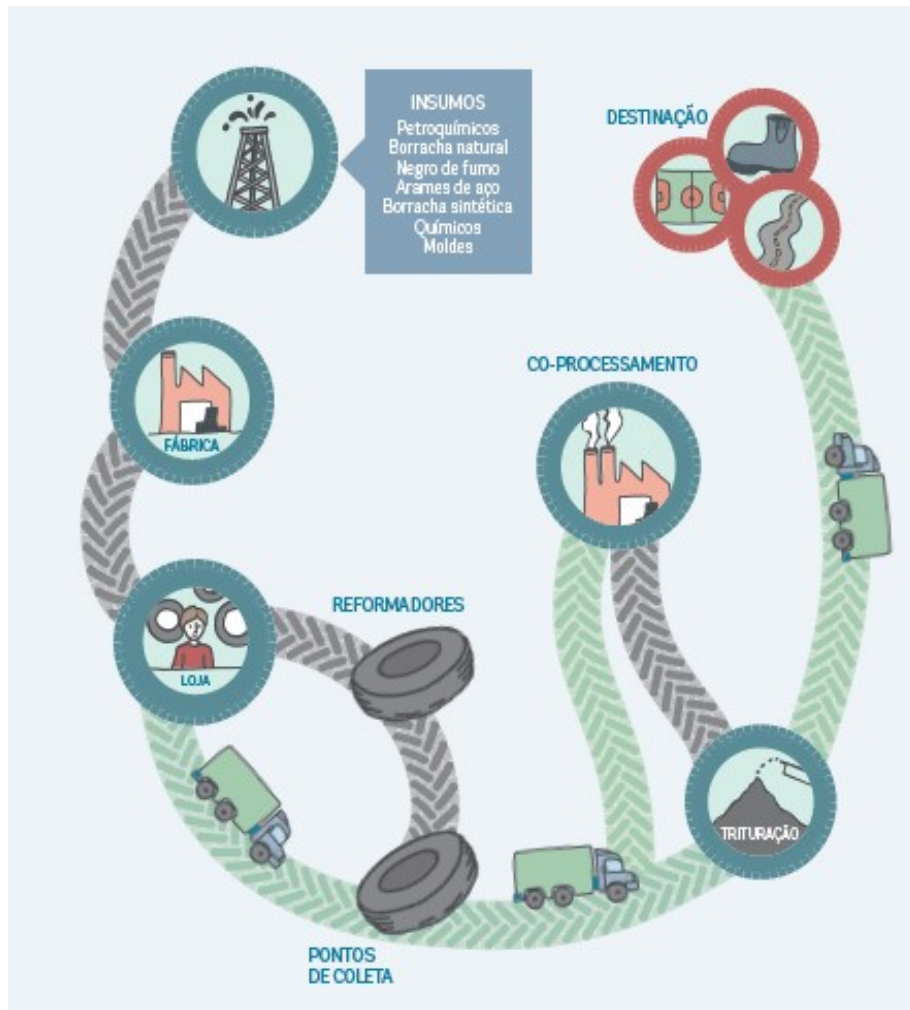 INSUMOS
Petroquímicos
Borracha natural
Negro de fumo
Arames de aço
Borracha sintética
Químicos
Moldes
DESTINAÇÃO
FÁBRICA
CO-PROCESSAMENTO
LOJA
REFORMADORES
TRITURAÇÃO
PONTOS
DE COLETA